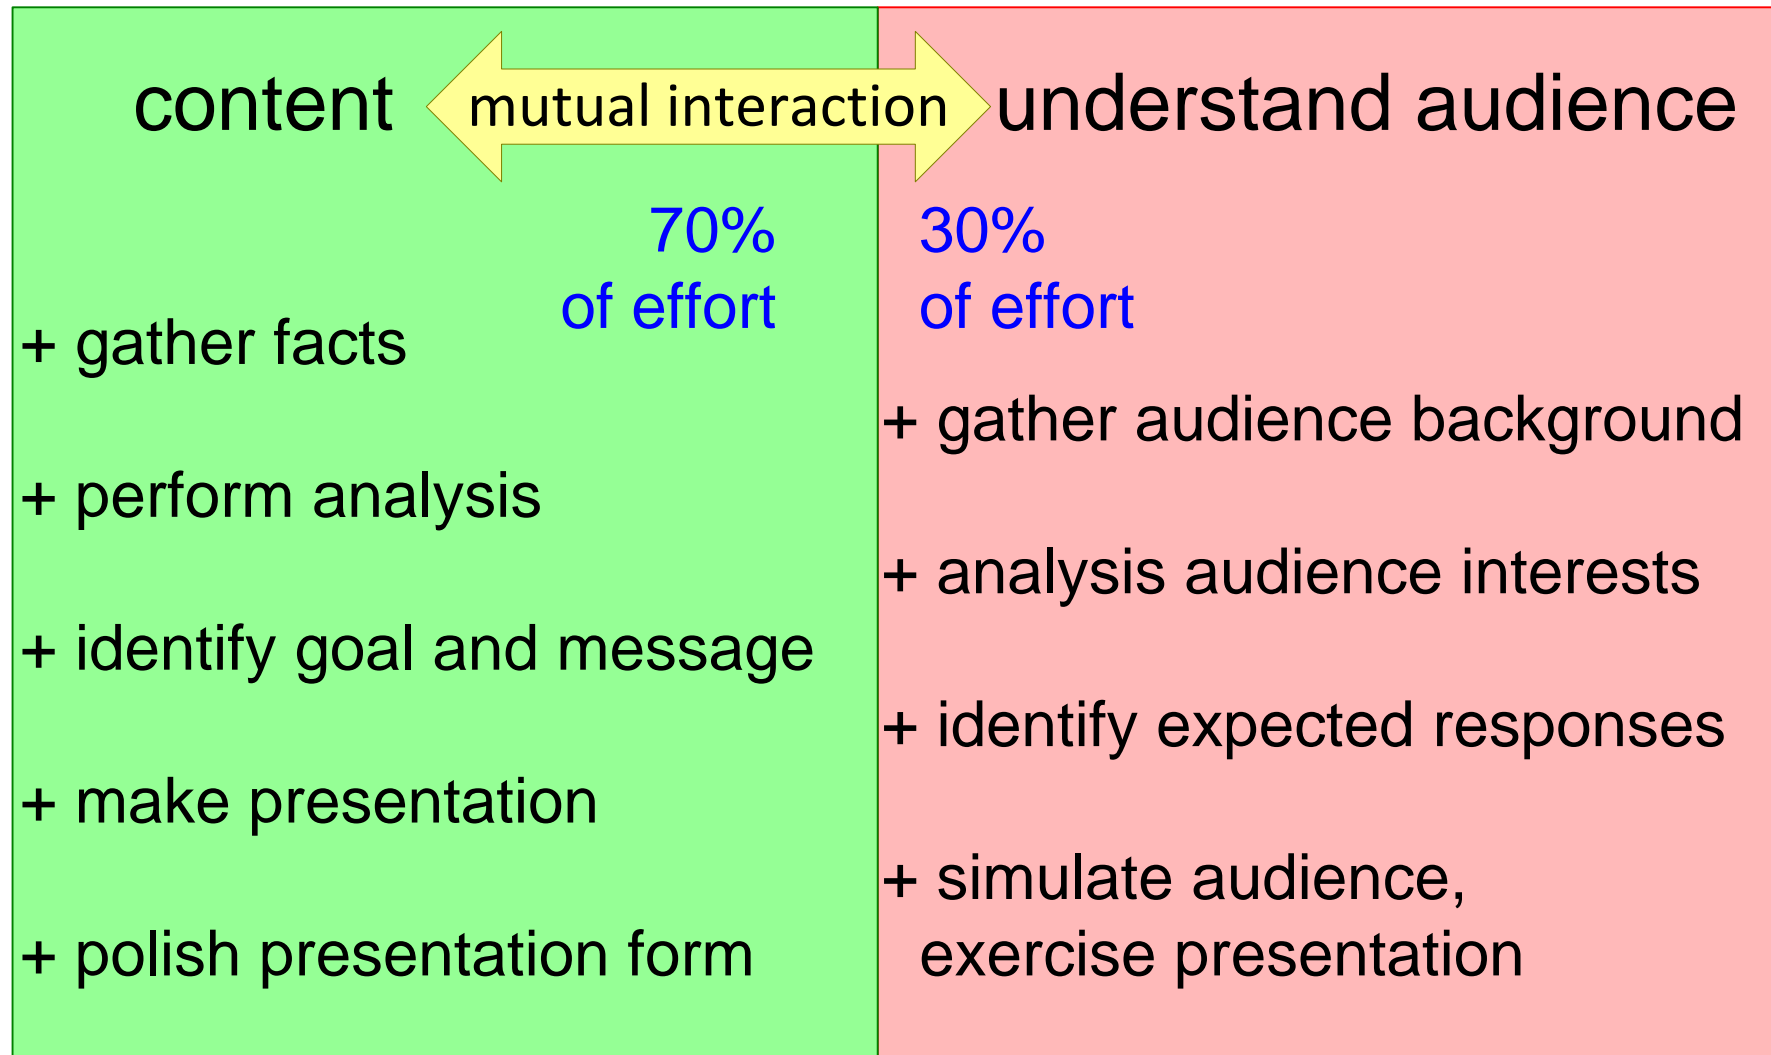 content
mutual interaction
understand audience
70%
of effort
+ gather facts
+ perform analysis
+ identify goal and message
+ make presentation
+ polish presentation form
30%
of effort
+ gather audience background
+ analysis audience interests
+ identify expected responses
+ simulate audience,
exercise presentation